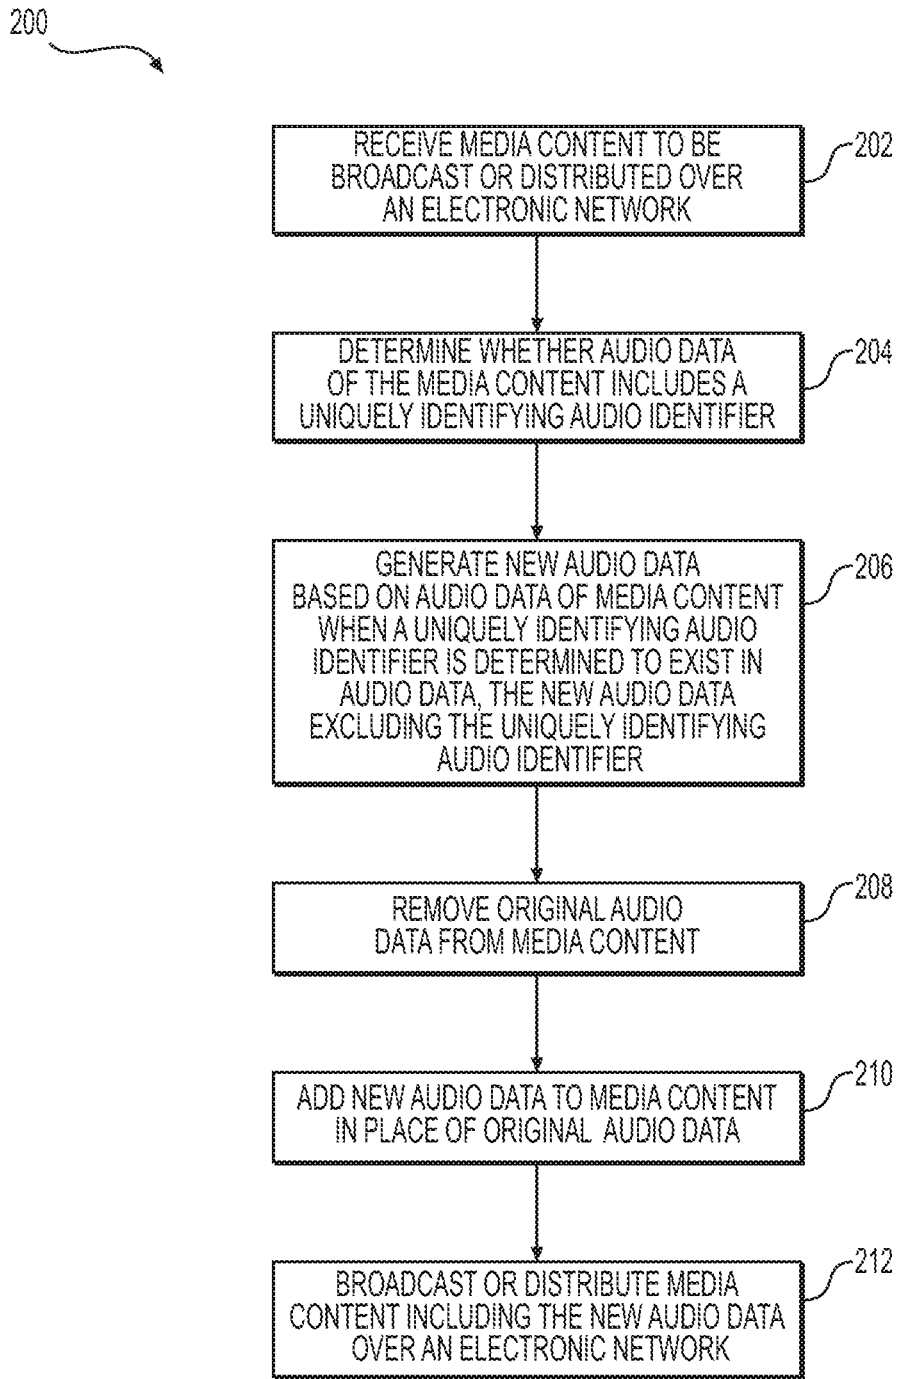 200
RECEIVE MEDIA CONTENT TO BE
BROADCAST OR DISTRIBUTED OVER
AN ELECTRONIC NETWORK
202
DETERMINE WHETHER AUDIO DATA
OF THE MEDIA CONTENT INCLUDES A
UNIQUELY IDENTIFYING AUDIO IDENTIFIER
204
GENERATE NEW AUDIO DATA
BASED ON AUDIO DATA OF MEDIA CONTENT
WHEN A UNIQUELY IDENTIFYING AUDIO
IDENTIFIER IS DETERMINED TO EXIST IN
AUDIO DATA, THE NEW AUDIO DATA
EXCLUDING THE UNIQUELY IDENTIFYING
AUDIO IDENTIFIER
206
REMOVE ORIGINAL AUDIO
DATA FROM MEDIA CONTENT
208
ADD NEW AUDIO DATA TO MEDIA CONTENT
IN PLACE OF ORIGINAL AUDIO DATA
210
BROADCAST OR DISTRIBUTE MEDIA
CONTENT INCLUDING THE NEW AUDIO DATA
OVER AN ELECTRONIC NETWORK
212